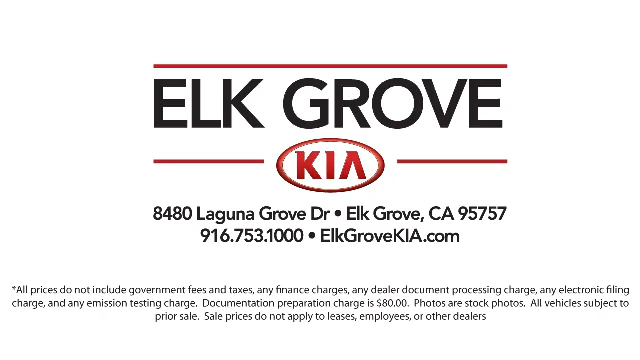 ELK GROVE
KIA
8480 Laguna Grove Dr • Elk Grove, CA 95757
916.753.1000 • ElkGroveKIA.com
*All prices do not include government fees and taxes, any finance charges, any dealer document processing charge, any electronic filing
charge, and any emission testing charge. Documentation preparation charge is $80.00. Photos are stock photos. All vehicles subject to
prior sale. Sale prices do not apply to leases, employees, or other dealers